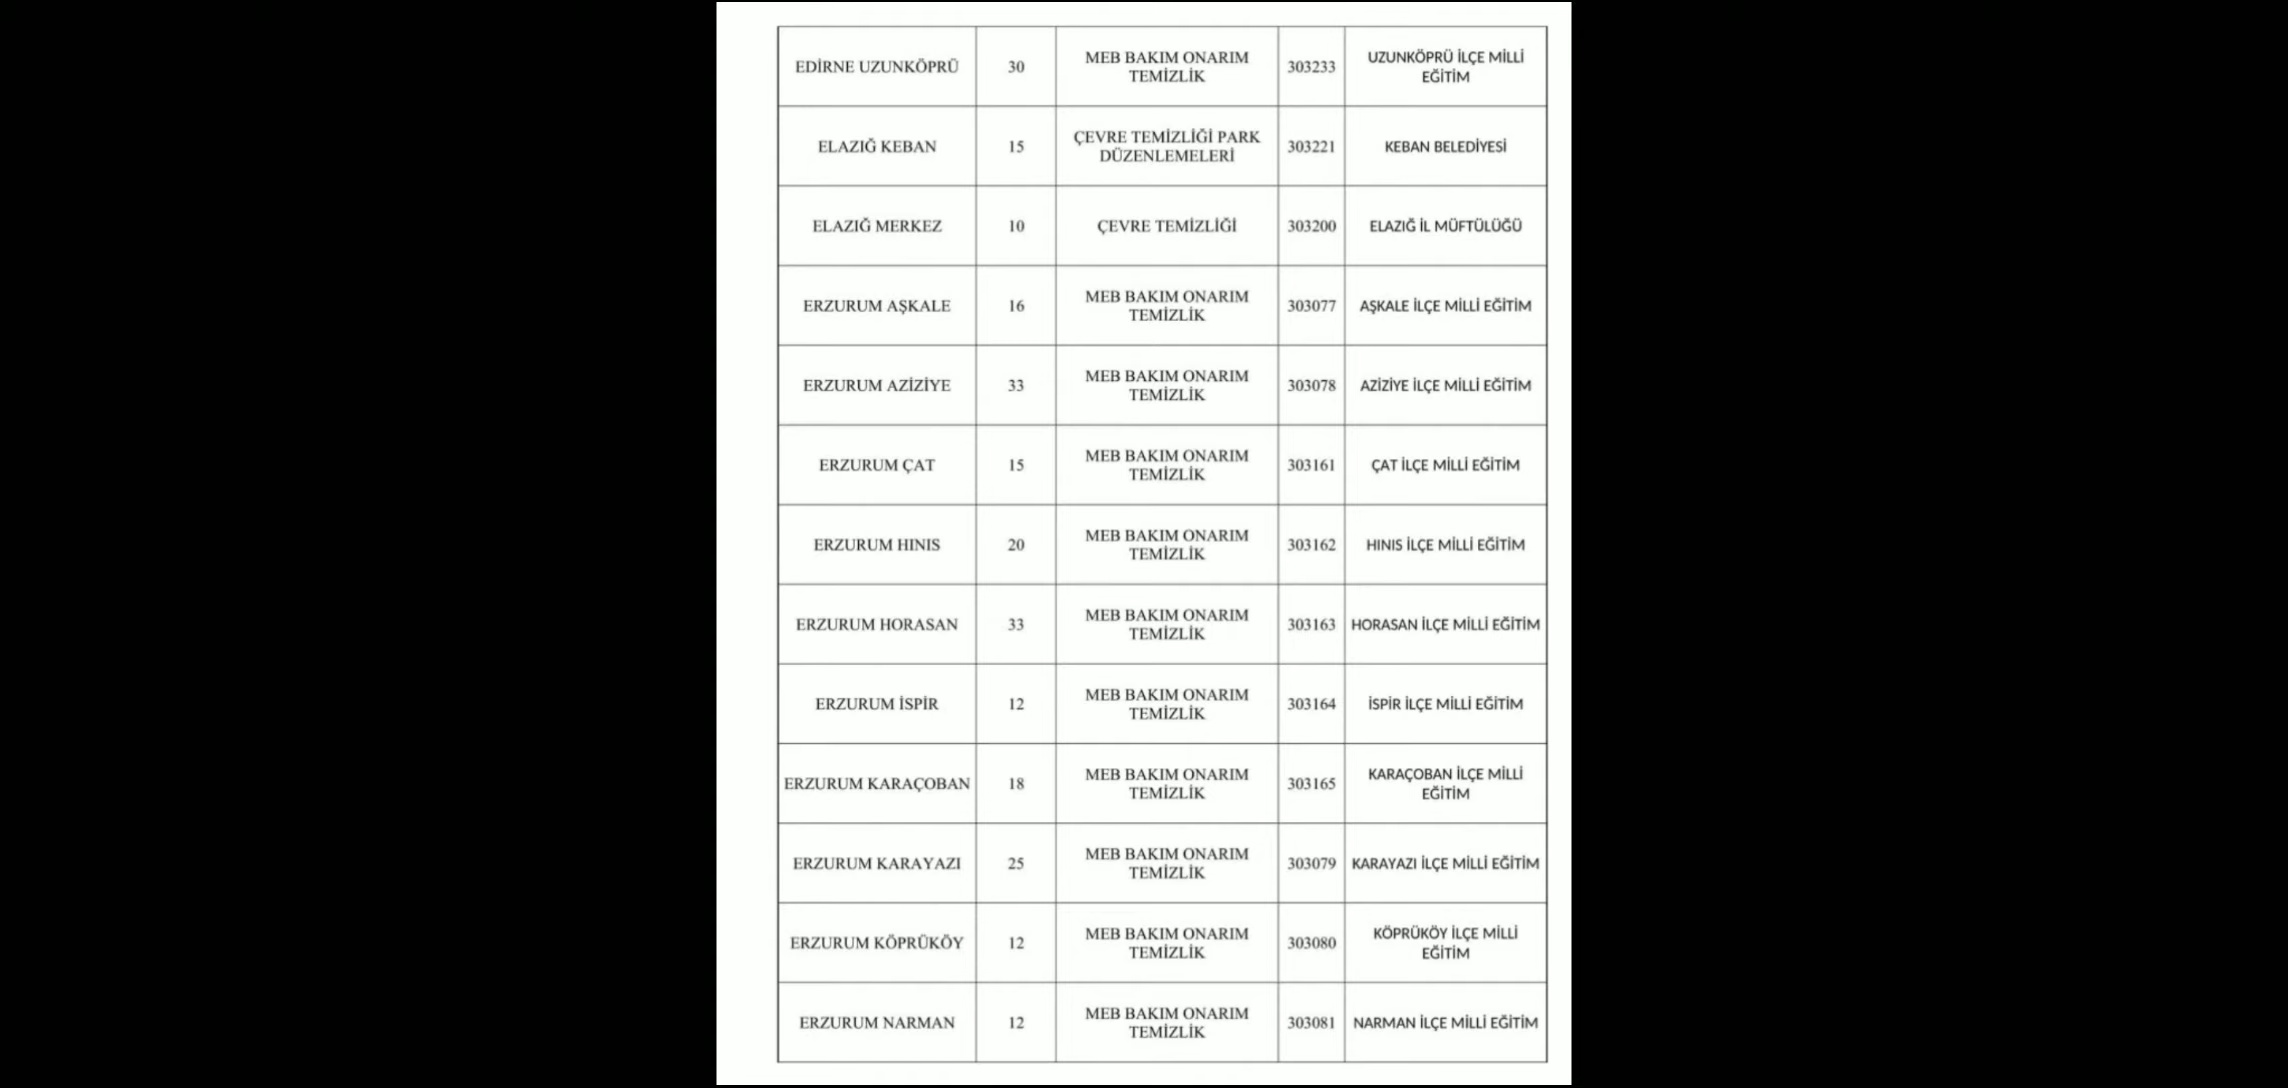 EDİRNE UZUNKÖPRÜ 30 MEB BAKIM ONARIM TEMİZLİK 303233 UZUNKÖPRÜ İLÇE MİLLİ EĞİTİM
ELAZIĞ KEBAN 15 ÇEVRE TEMİZLİĞİ PARK DÜZENLEMELERİ 303221 KEBAN BELEDİYESİ
ELAZIĞ MERKEZ 10 ÇEVRE TEMİZLİĞİ 303200 ELAZIĞ İL MÜFTÜLÜĞÜ
ERZURUM AŞKALE 16 MEB BAKIM ONARIM TEMİZLİK 303077 AŞKALE İLÇE MİLLİ EĞİTİM
ERZURUM AZİZİYE 33 MEB BAKIM ONARIM TEMİZLİK 303078 AZİZİYE İLÇE MİLLİ EĞİTİM
ERZURUM ÇAT 15 MEB BAKIM ONARIM TEMİZLİK 303161 ÇAT İLÇE MİLLİ EĞİTİM
ERZURUM HINIS 20 MEB BAKIM ONARIM TEMİZLİK 303162 HINIS İLÇE MİLLİ EĞİTİM
ERZURUM HORASAN 33 MEB BAKIM ONARIM TEMİZLİK 303163 HORASAN İLÇE MİLLİ EĞİTİM
ERZURUM İSPİR 12 MEB BAKIM ONARIM TEMİZLİK 303164 İSPİR İLÇE MİLLİ EĞİTİM
ERZURUM KARAÇOBAN 18 MEB BAKIM ONARIM TEMİZLİK 303165 KARAÇOBAN İLÇE MİLLİ EĞİTİM
ERZURUM KARAYAZI 25 MEB BAKIM ONARIM TEMİZLİK 303079 KARAYAZI İLÇE MİLLİ EĞİTİM
ERZURUM KÖPRÜKÖY 12 MEB BAKIM ONARIM TEMİZLİK 303080 KÖPRÜKÖY İLÇE MİLLİ EĞİTİM
ERZURUM NARMAN 12 MEB BAKIM ONARIM TEMİZLİK 303081 NARMAN İLÇE MİLLİ EĞİTİM